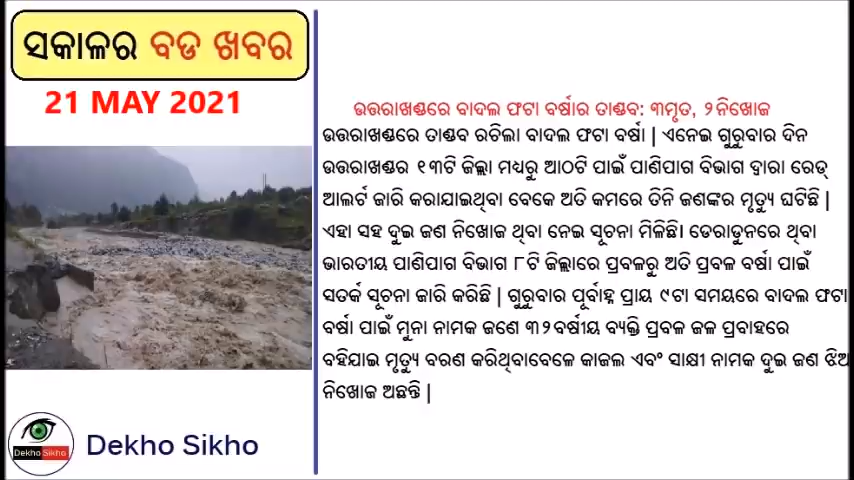 ସକାଳର ବଡ ଖବର
21 MAY 2021
ଉତ୍ତରାଖଣ୍ଡରେ ବାଦଲ ଫଟା ବର୍ଷାର ତାଣ୍ଡବ: ୩ମୃତ, ୨ନିଖୋଜ
ଉତ୍ତରାଖଣ୍ଡରେ ତାଣ୍ଡବ ରଚିଲା ବାଦଲ ଫଟା ବର୍ଷା | ଏନେଇ ଗୁରୁବାର ଦିନ
ଉତ୍ତରାଖଣ୍ଡର ୧୩ଟି ଜିଲ୍ଲା ମଧ୍ୟରୁ ଆଠଟି ପାଇଁ ପାଣିପାଗ ବିଭାଗ ଦ୍ୱାରା ରେଡ୍
ଆଲର୍ଟ ଜାରି କରାଯାଇଥିବା ବେକେ ଅତି କମରେ ତିନି ଜଣଙ୍କର ମୃତ୍ୟୁ ଘଟିଛି |
ଏହା ସହ ଦୁଇ ଜଣ ନିଖୋଜ ଥିବା ନେଇ ସୂଚନା ମିଳିଛି। ଡେରାଡୁନରେ ଥିବା
ଭାରତୀୟ ପାଣିପାଗ ବିଭାଗ ୮ଟି ଜିଲ୍ଲାରେ ପ୍ରବଳରୁ ଅତି ପ୍ରବଳ ବର୍ଷା ପାଇଁ
ସତର୍କ ସୂଚନା ଜାରି କରିଛି | ଗୁରୁବାର ପୂର୍ବାହ୍ନ ପ୍ରାୟ ୯ଟା ସମୟରେ ବାଦଲ ଫଟା
ବର୍ଷା ପାଇଁ ମୁନା ନାମକ ଜଣେ ୩୨ବର୍ଷୀୟ ବ୍ୟକ୍ତି ପ୍ରବଳ ଜଳ ପ୍ରବାହରେ
ବହିଯାଇ ମୃତ୍ୟୁ ବରଣ କରିଥିବାବେଳେ କାଜଲ ଏବଂ ସାକ୍ଷୀ ନାମକ ଦୁଇ ଜଣ ଝିଅ
ନିଖୋଜ ଅଛନ୍ତି |
Dekho Sikho
Dekho Sikho